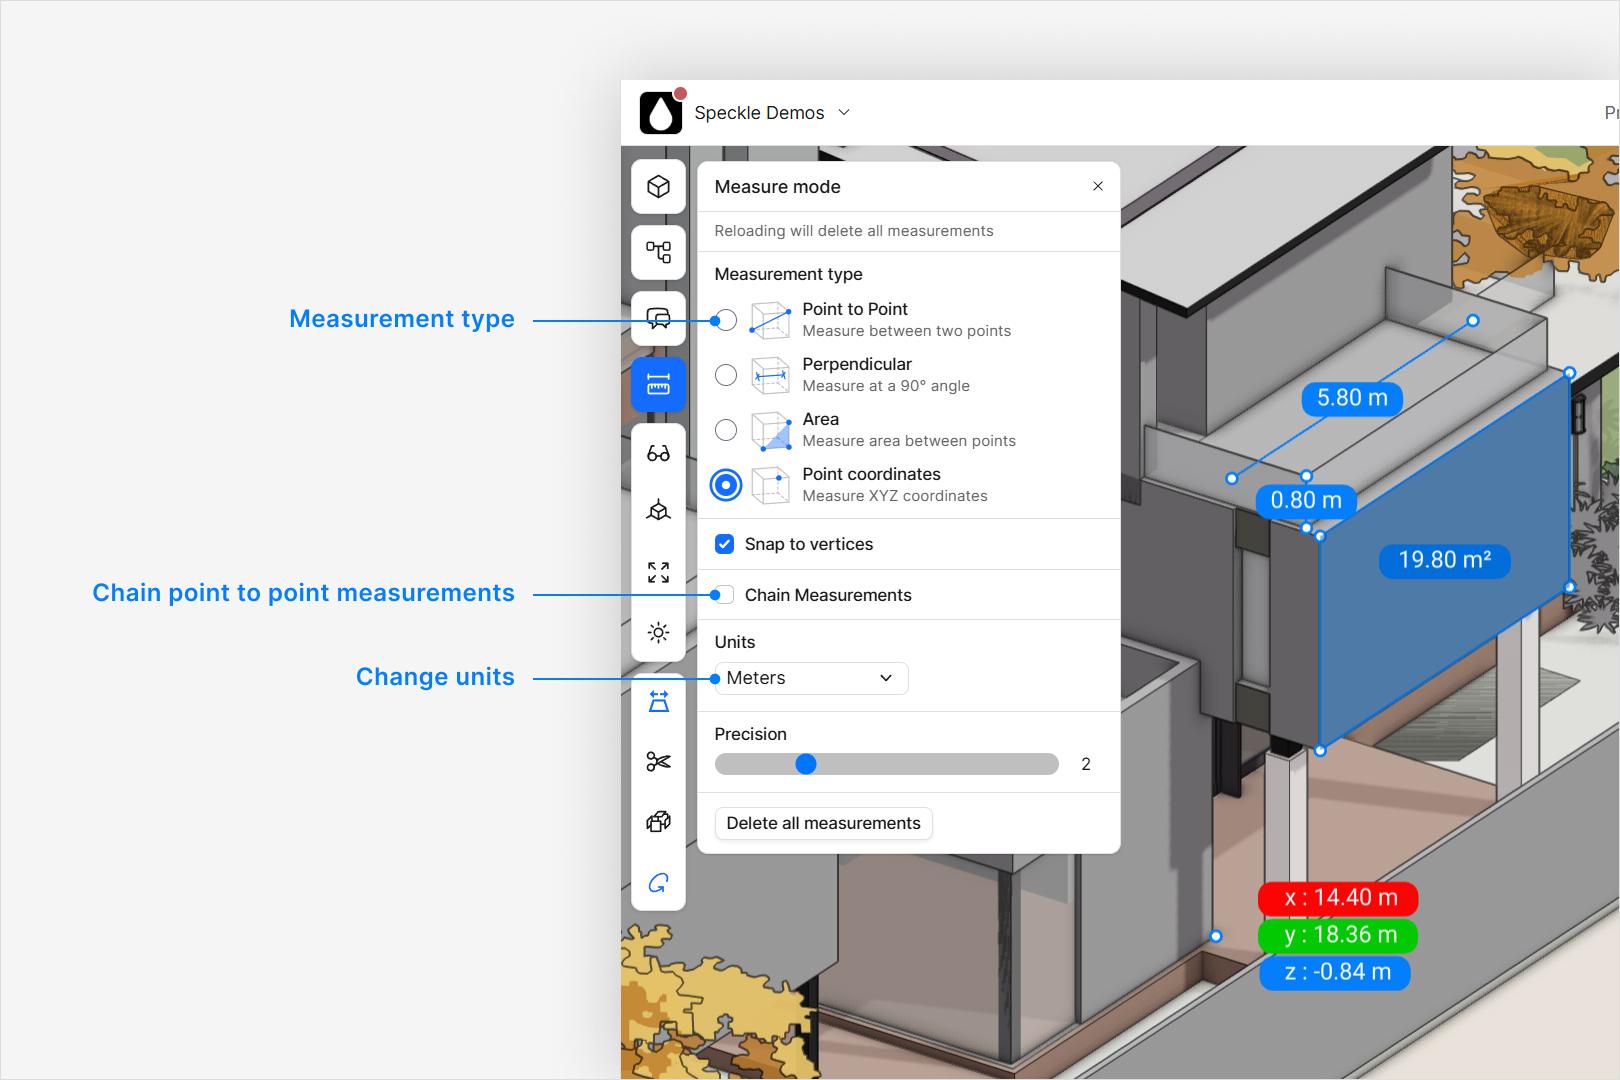 Speckle Demos
Measure mode
Reloading will delete all measurements
Measurement type
Point to Point
Measure between two points
Perpendicular
Measure at a 90° angle
Area
Measure area between points
Point coordinates
Measure XYZ coordinates
Snap to vertices
Chain Measurements
Units
Meters
Precision
2
Delete all measurements
Measurement type
Chain point to point measurements
Change units
5.80 m
0.80 m
19.80 m²
x : 14.40 m
y : 18.36 m
z : -0.84 m